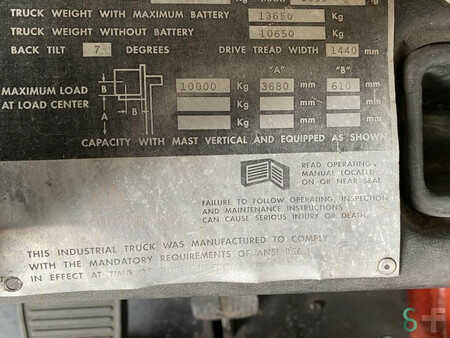 TRUCK WEIGHT WITH MAXIMUM BATTERY 13650 Kg
TRUCK WEIGHT WITHOUT BATTERY 10650 Kg
BACK TILT 7 DEGREES DRIVE TREAD WIDTH 1440 mm
"A" "B"
MAXIMUM LOAD AT LOAD CENTER B B A 10000 Kg 3680 mm 610 mm
Kg mm mm
Kg mm mm
CAPACITY WITH MAST VERTICAL AND EQUIPPED AS SHOWN
READ OPERATING
MANUAL LOCATED
ON OR NEAR SEAT
FAILURE TO FOLLOW OPERATING, INSPECTION
AND MAINTENANCE INSTRUCTIONS
CAN CAUSE SERIOUS INJURY OR DEATH
THIS INDUSTRIAL TRUCK WAS MANUFACTURED TO COMPLY
WITH THE MANDATORY REQUIREMENTS OF ANSI
IN EFFECT AT TIME